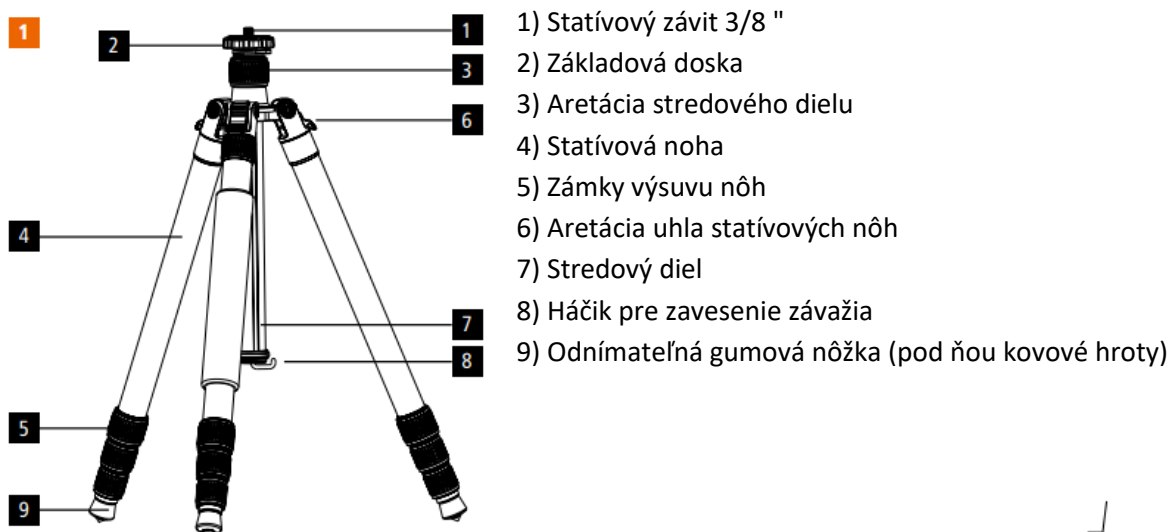 1
1
2
3
6
4
7
8
5
9
1) Statívový závit 3/8 "
2) Základová doska
3) Aretácia stredového dielu
4) Statívová noha
5) Zámky výsuvu nôh
6) Aretácia uhla statívových nôh
7) Stredový diel
8) Háčik pre zavesenie závažia
9) Odnímateľná gumová nôžka (pod ňou kovové hroty)